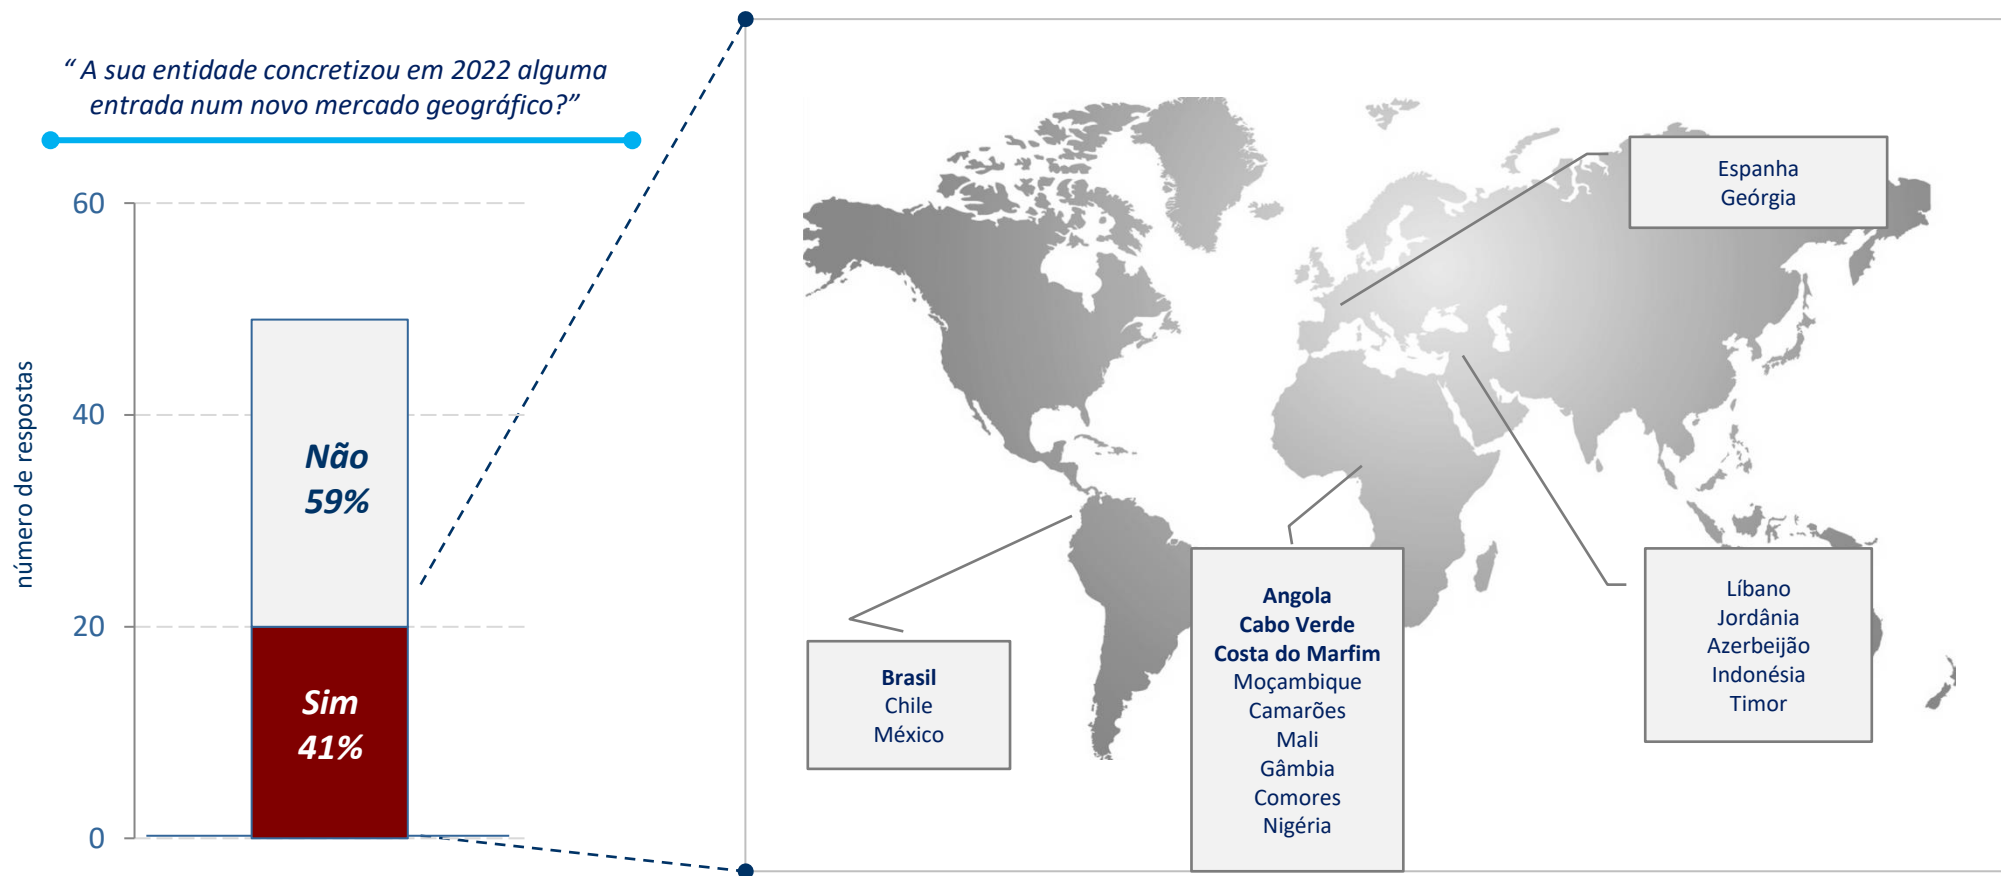 “ A sua entidade concretizou em 2022 alguma
entrada num novo mercado geográfico?”
60
40
20
0
número de respostas
Não
59%
Sim
41%
Espanha
Geórgia
Brasil
Chile
México
Angola
Cabo Verde
Costa do Marfim
Moçambique
Camarões
Mali
Gâmbia
Comores
Nigéria
Líbano
Jordânia
Azerbeijão
Indonésia
Timor